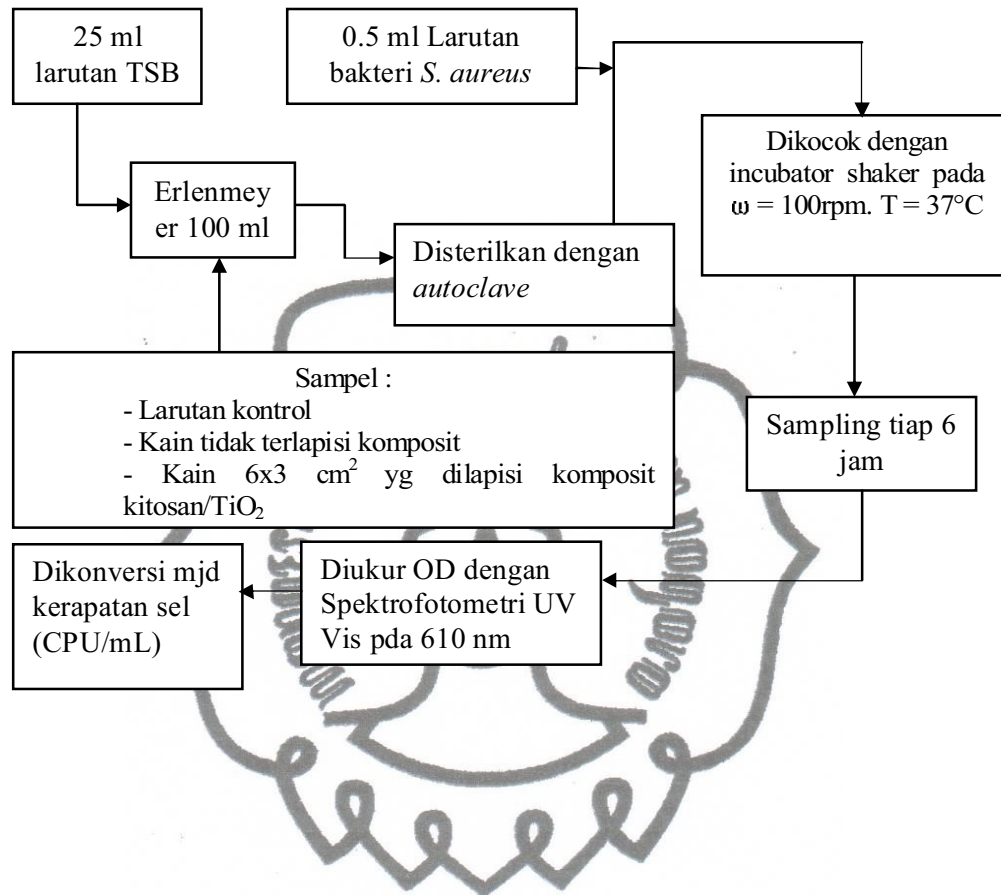 25 ml
larutan TSB
0.5 ml Larutan
bakteri S. aureus
Erlenmey
er 100 ml
Disterilkan dengan
autoclave
Dikocok dengan
incubator shaker pada
ω = 100rpm. T = 37°C
Sampel :
- Larutan kontrol
- Kain tidak terlapisi komposit
- Kain 6x3 cm² yg dilapisi komposit
kitosan/TiO₂
Sampling tiap 6
jam
Diukur OD dengan
Spektrofotometri UV
Vis pda 610 nm
Dikonversi mjd
kerapatan sel
(CPU/mL)